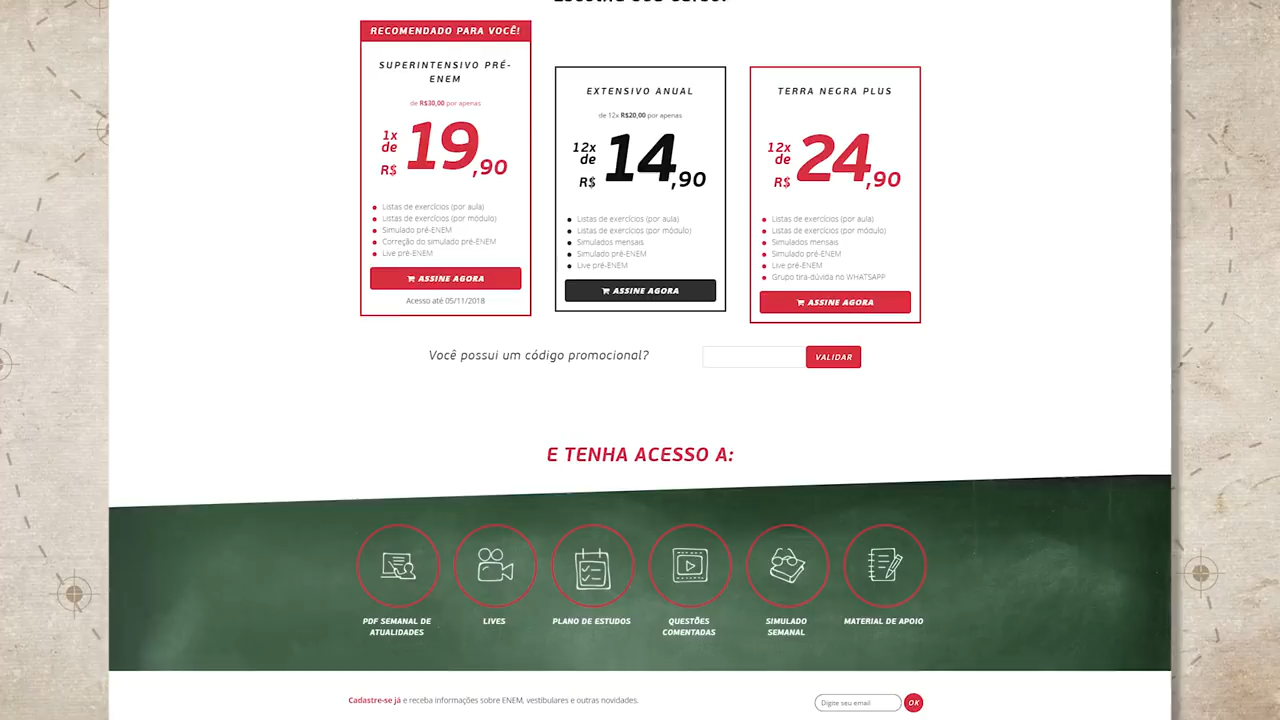 RECOMENDADO PARA VOCÊ!
SUPERINTENSIVO PRÉ-
ENEM
de R$30,00 por apenas
1x
de
R$
19,90
Listas de exercícios (por aula)
Listas de exercícios (por módulo)
Simulado pré-ENEM
Correção do simulado pré-ENEM
Live pré-ENEM
ASSINE AGORA
Acesso até 05/11/2018
EXTENSIVO ANUAL
de 12x R$20,00 por apenas
12x
de
R$
14,90
Listas de exercícios (por aula)
Listas de exercícios (por módulo)
Simulados mensais
Simulado pré-ENEM
Live pré-ENEM
ASSINE AGORA
TERRA NEGRA PLUS
12x
de
R$
24,90
Listas de exercícios (por aula)
Listas de exercícios (por módulo)
Simulados mensais
Simulado pré-ENEM
Live pré-ENEM
Grupo tira-dúvida no WHATSAPP
ASSINE AGORA
Você possui um código promocional?
VALIDAR
E TENHA ACESSO A:
PDF SEMANAL DE
ATUALIDADES
LIVES
PLANO DE ESTUDOS
QUESTÕES
COMENTADAS
SIMULADO
SEMANAL
MATERIAL DE APOIO
Cadastre-se já e receba informações sobre ENEM, vestibulares e outras novidades.
Digite seu email
OK